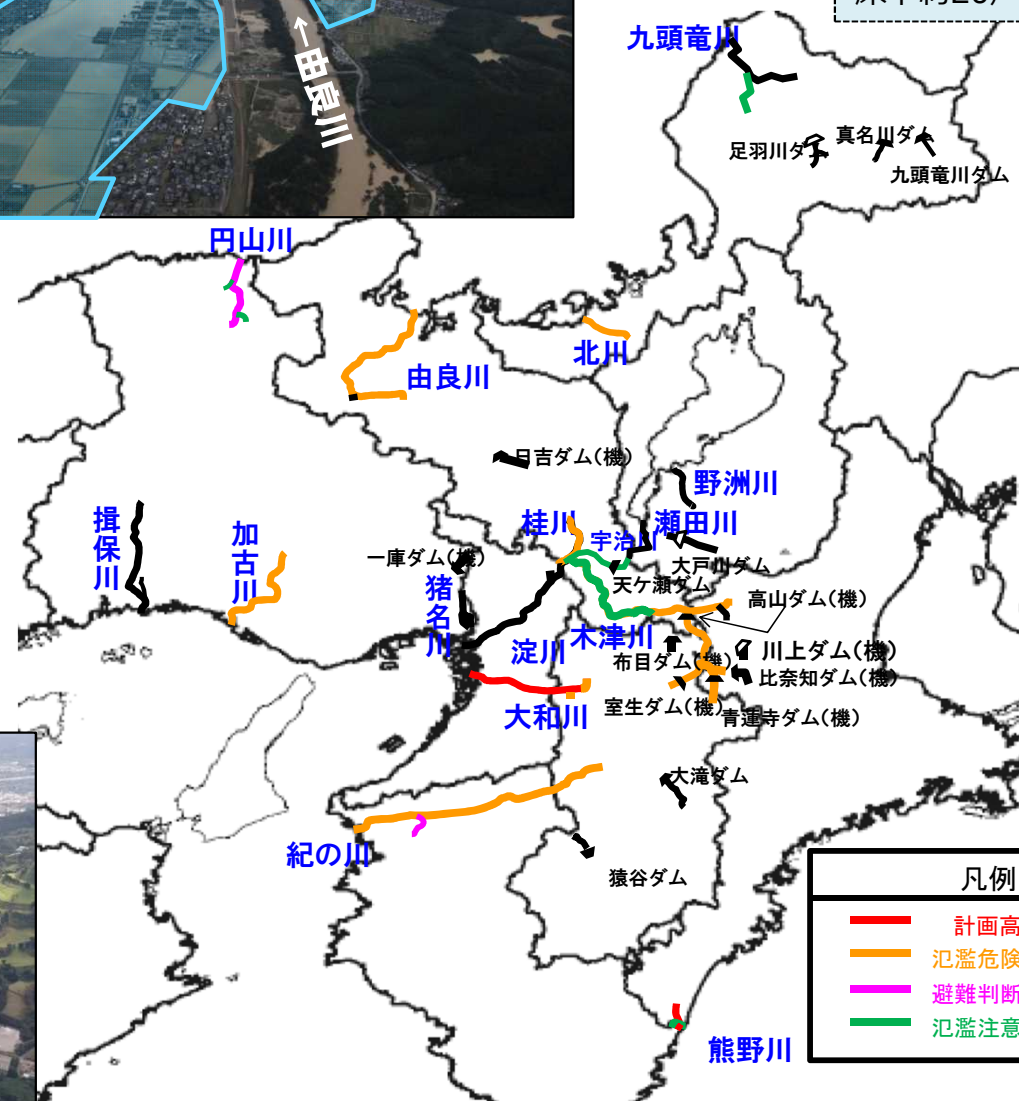 ←由良川
九頭竜川
足羽川ダム
真名川ダム
九頭竜川ダム
円山川
由良川
北川
日吉ダム(機)
野洲川
揖保川
加古川
桂川
宇治川
瀬田川
一庫ダム(機)
大戸川ダム
天ケ瀬ダム
猪名川
高山ダム(機)
淀川
木津川
布目ダム(機)
川上ダム(機)
比奈知ダム(機)
大和川
室生ダム(機)
青蓮寺ダム(機)
大滝ダム
紀の川
猿谷ダム
凡例
計画高
氾濫危険
避難判断
氾濫注意
熊野川